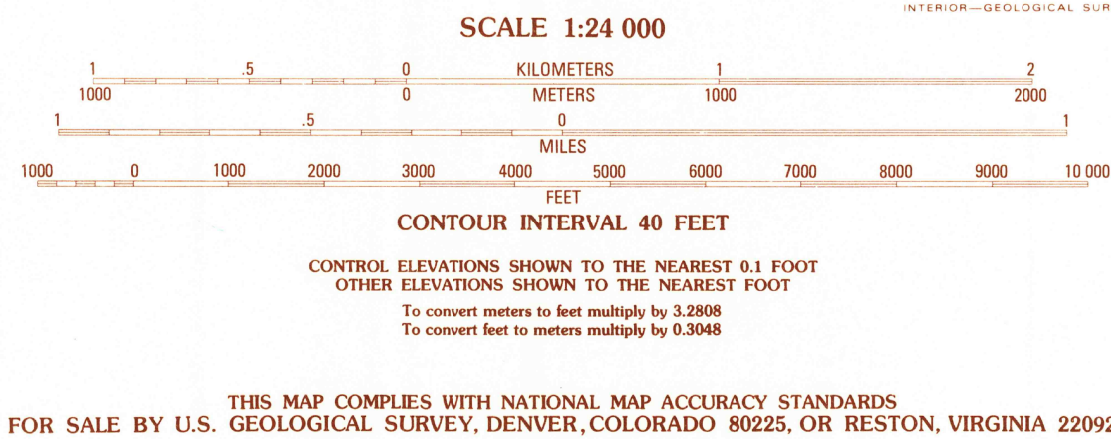 INTERIOR—GEOLOGICAL SUR
SCALE 1:24 000
1 .5 0 KILOMETERS 1 2
1000 0 METERS 1000 2000
1 .5 0 1
MILES
1000 0 1000 2000 3000 4000 5000 6000 7000 8000 9000 10 000
FEET
CONTOUR INTERVAL 40 FEET
CONTROL ELEVATIONS SHOWN TO THE NEAREST 0.1 FOOT
OTHER ELEVATIONS SHOWN TO THE NEAREST FOOT
To convert meters to feet multiply by 3.2808
To convert feet to meters multiply by 0.3048
THIS MAP COMPLIES WITH NATIONAL MAP ACCURACY STANDARDS
FOR SALE BY U.S. GEOLOGICAL SURVEY, DENVER, COLORADO 80225, OR RESTON, VIRGINIA 22092